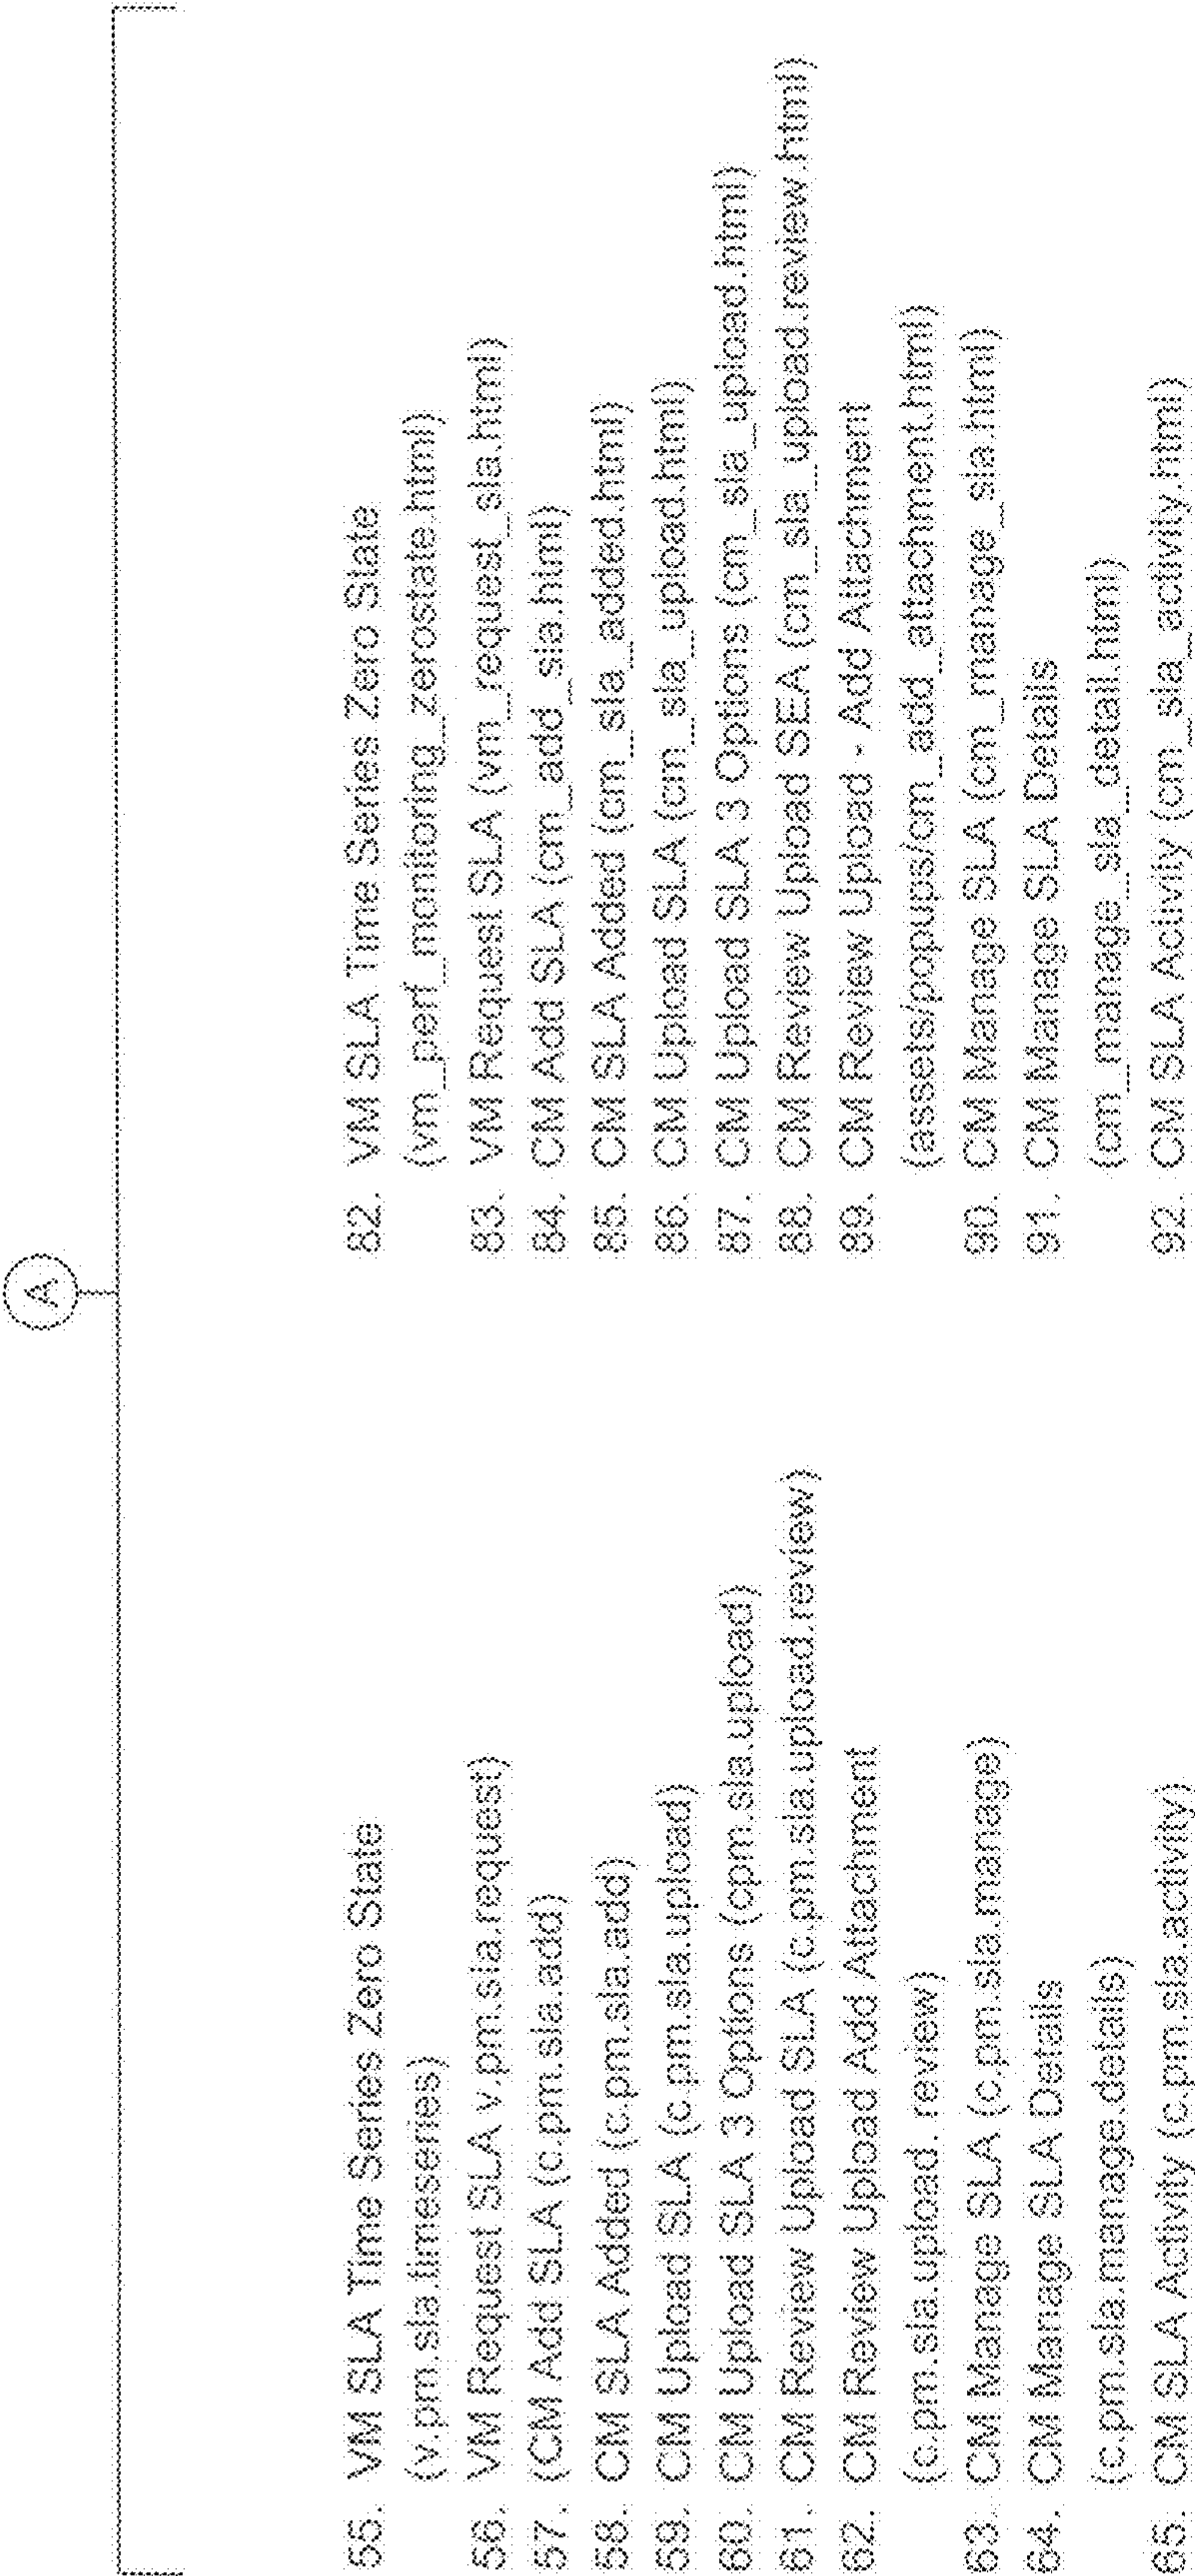 A
55. VM SLA Time Series Zero State
(v.pm.sla.timeseries)
56. VM Request SLA v.pm.sla.request)
57. (CM Add SLA (c.pm.sla.add)
58. CM SLA Added (c.pm.sla.add)
59. CM Upload SLA (c.pm.sla.upload)
60. CM Upload SLA 3 Options (cpm.sla.upload)
61. CM Review Upload SLA (c.pm.sla.upload.review)
62. CM Review Upload Add Attachment
(c.pm.sla.upload. review)
63. CM Manage SLA (c.pm.sla.manage)
64. CM Manage SLA Details
(c.pm.sla.manage.details)
65. CM SLA Activity (c.pm.sla.activity)
82. VM SLA Time Series Zero State
(vm_perf_monitoring_zerostate.html)
83. VM Request SLA (vm_request_sla.html)
84. CM Add SLA (cm_add_sla.html)
85. CM SLA Added (cm_sla_added.html)
86. CM Upload SLA (cm_sla_upload.html)
87. CM Upload SLA 3 Options (cm_sla_upload.html)
88. CM Review Upload SEA (cm_sla_upload.review.html)
89. CM Review Upload - Add Attachment
(assets/popups/cm_add_attachment.html)
90. CM Manage SLA (cm_manage_sla.html)
91. CM Manage SLA Details
(cm_manage_sla_detail.html)
92. CM SLA Activity (cm_sla_activity.html)